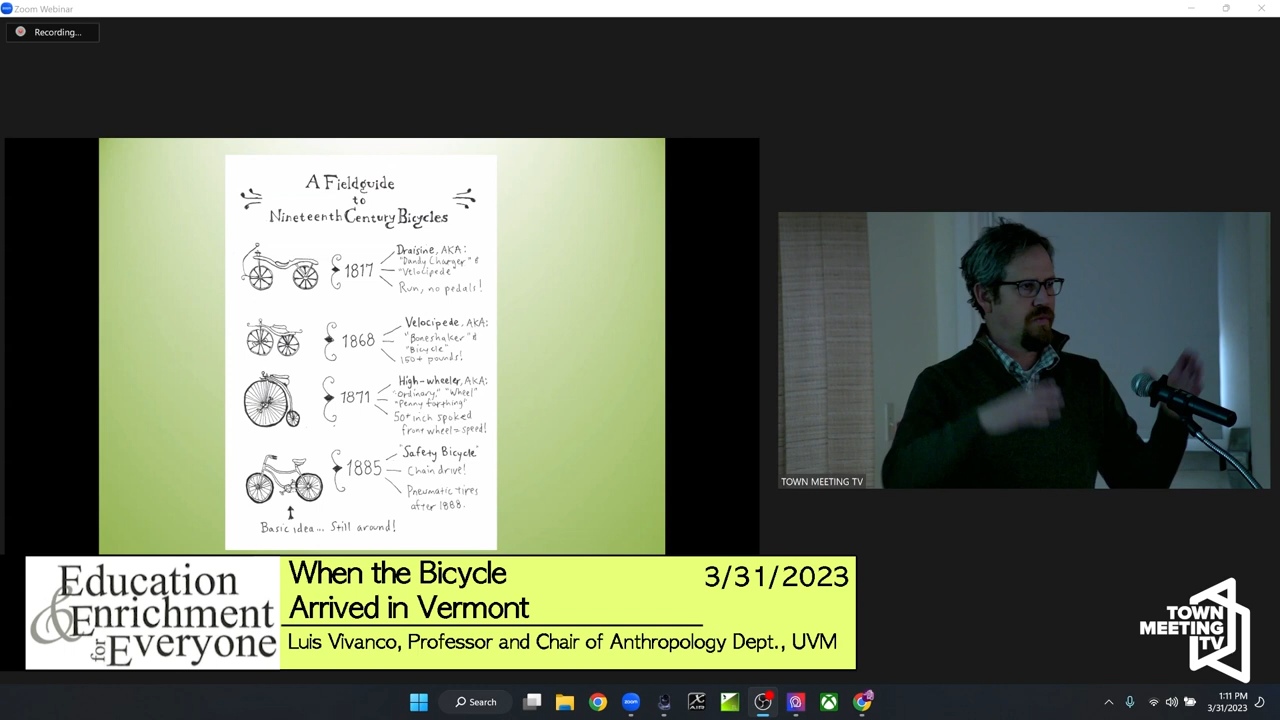 Zoom Webinar
Recording...
A Fieldguide
to
Nineteenth Century Bicycles
1817
Draisine, AKA:
"Dandy Charger" &
"Velocipede"
Run, no pedals!
1868
Velocipede, AKA:
"Boneshaker" &
"Bicycle"
150+ pounds!
1871
High-wheeler, AKA:
"Ordinary," "Wheel"
"Penny farthing"
50+ inch spoked
front wheel = speed!
1885
"Safety Bicycle"
Chain drive!
Pneumatic tires
after 1888.
Basic idea... Still around!
TOWN MEETING TV
Education
& Enrichment
for Everyone
When the Bicycle
Arrived in Vermont
3/31/2023
Luis Vivanco, Professor and Chair of Anthropology Dept., UVM
TOWN
MEETING
TV
Search
1:11 PM
3/31/2023